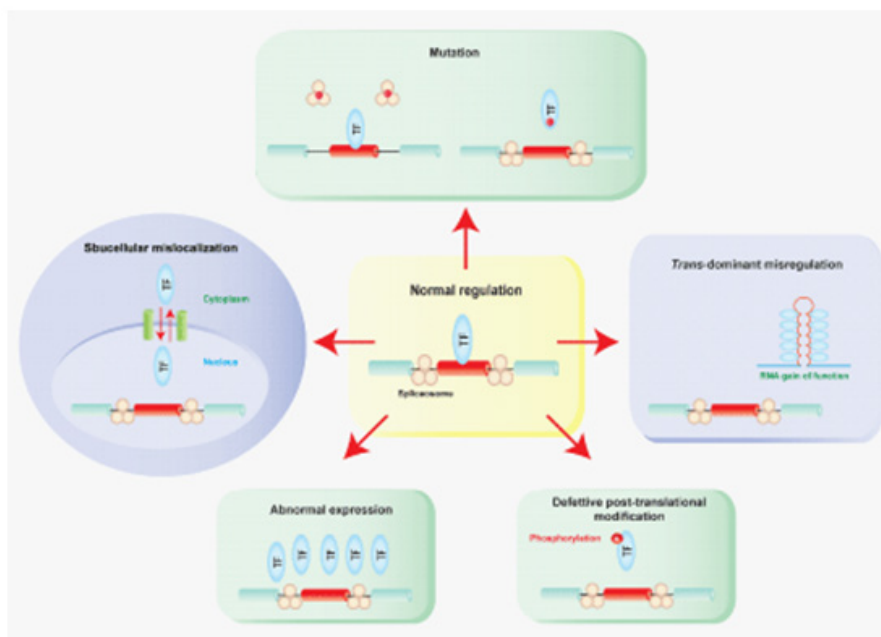 Mutation
TF
TF
Sbucellular mislocalization
TF
Cytoplasm
Nucleus
TF
Normal regulation
TF
Spliceosome
Trans-dominant misregulation
RNA gain of function
Abnormal expression
TF
TF
TF
TF
TF
Defettive post-translational
modification
Phosphorylation
TF